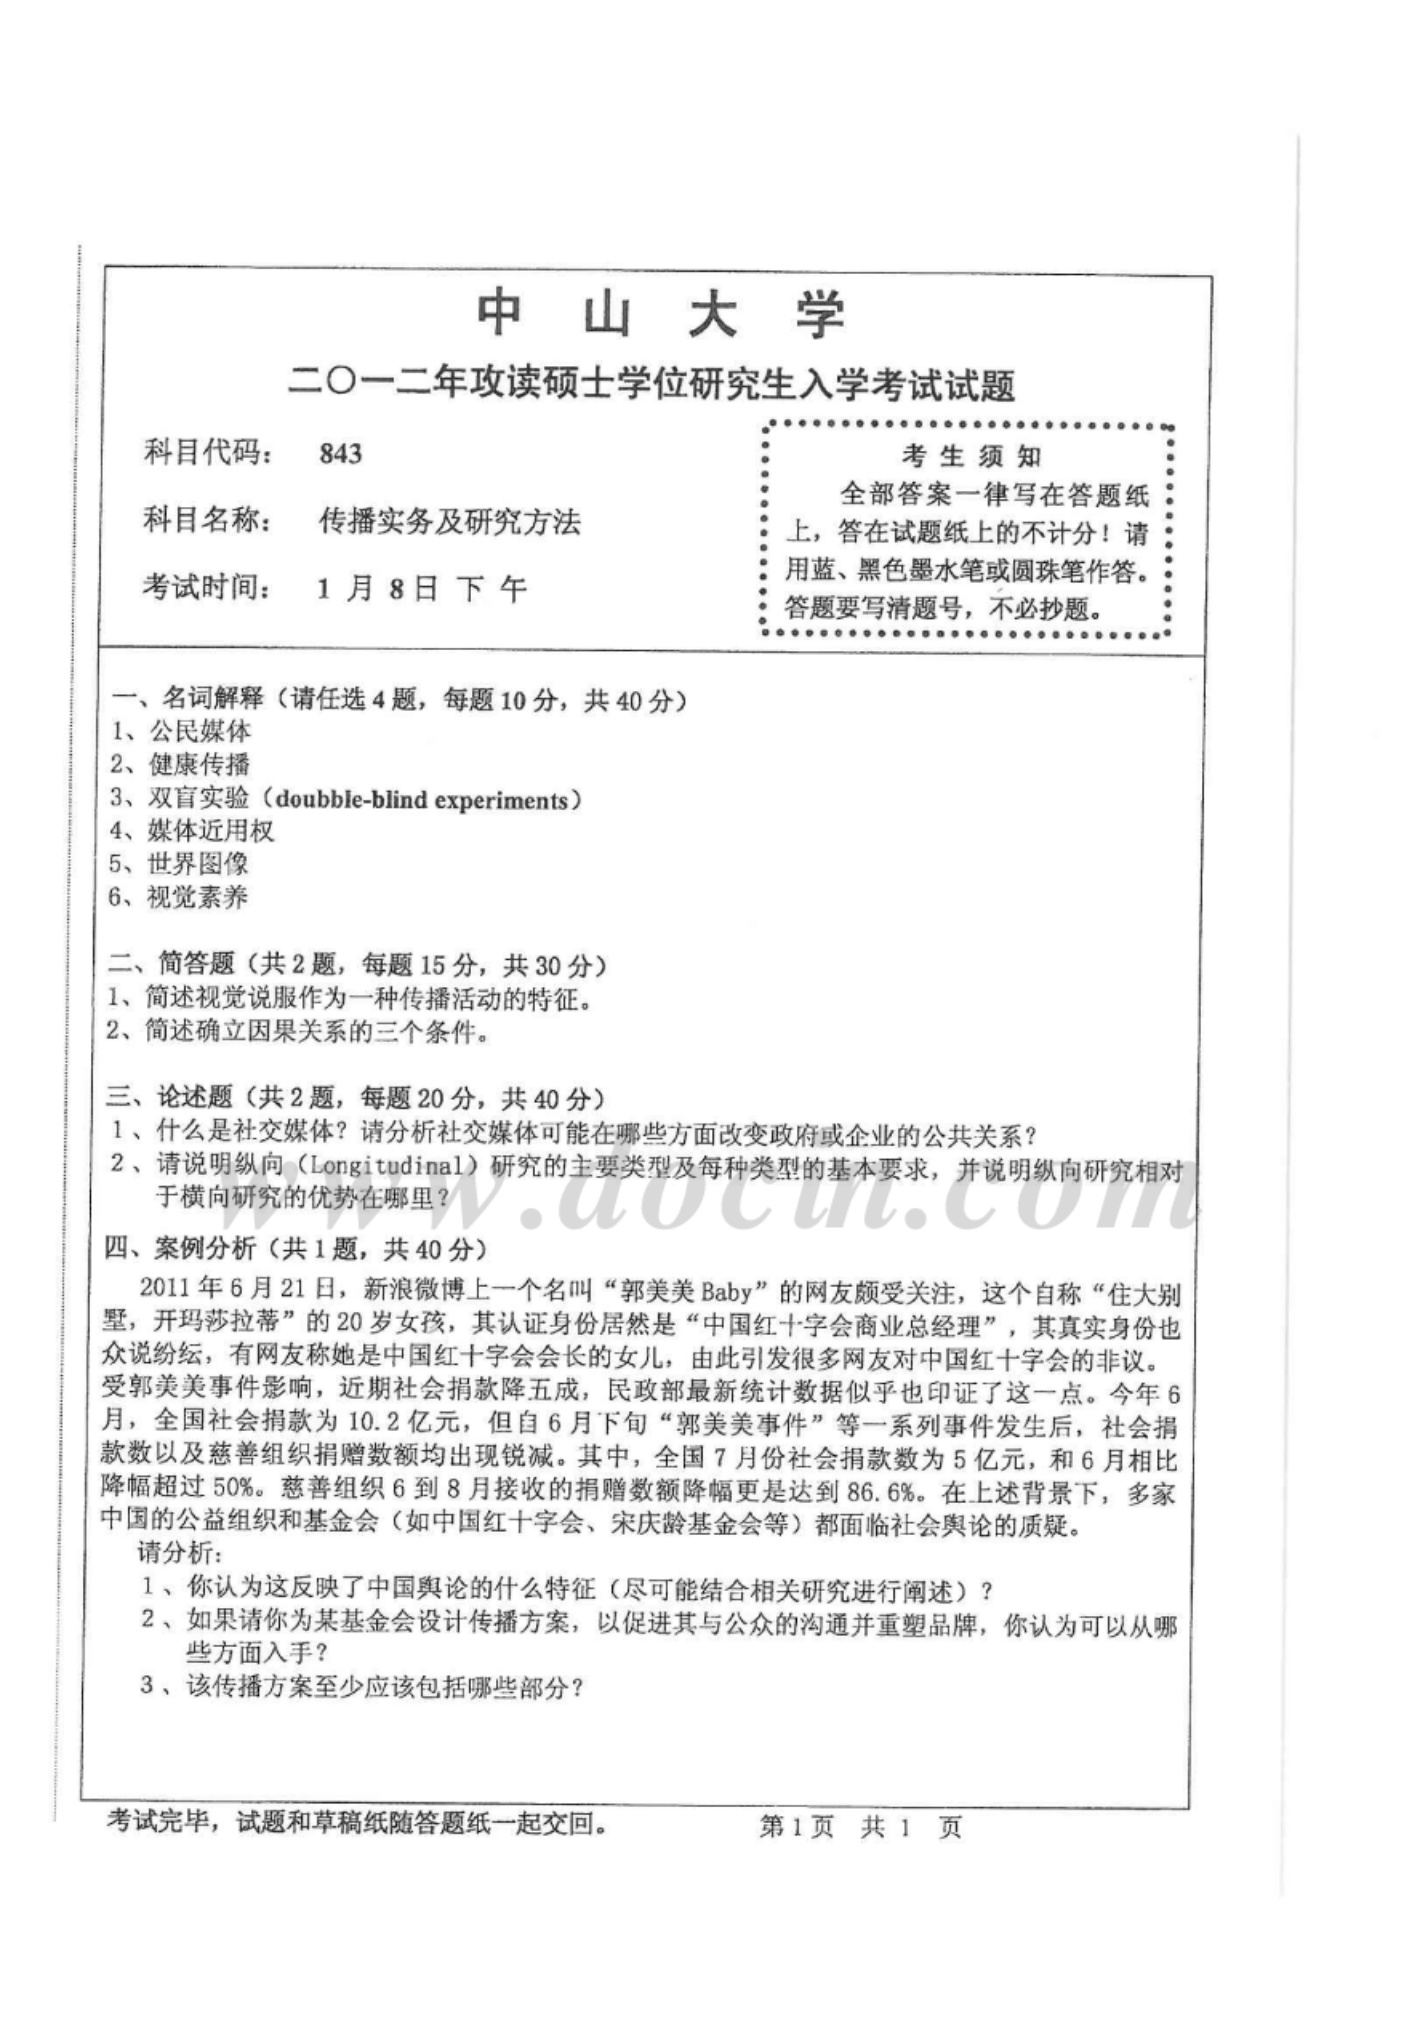 中 山 大 学
二〇一二年攻读硕士学位研究生入学考试试题
科目代码： 843
科目名称： 传播实务及研究方法
考试时间： 1 月 8 日 下 午
考 生 须 知
全部答案一律写在答题纸
上，答在试题纸上的不计分！请
用蓝、黑色墨水笔或圆珠笔作答。
答题要写清题号，不必抄题。
一、名词解释（请任选 4 题，每题 10 分，共 40 分）
1、公民媒体
2、健康传播
3、双盲实验（doubble-blind experiments）
4、媒体近用权
5、世界图像
6、视觉素养
二、简答题（共 2 题，每题 15 分，共 30 分）
1、简述视觉说服作为一种传播活动的特征。
2、简述确立因果关系的三个条件。
三、论述题（共 2 题，每题 20 分，共 40 分）
1、什么是社交媒体？请分析社交媒体可能在哪些方面改变政府或企业的公共关系？
2、请说明纵向（Longitudinal）研究的主要类型及每种类型的基本要求，并说明纵向研究相对
于横向研究的优势在哪里？
www.docin.com
四、案例分析（共 1 题，共 40 分）
2011 年 6 月 21 日，新浪微博上一个名叫“郭美美 Baby”的网友颇受关注，这个自称“住大别
墅，开玛莎拉蒂”的 20 岁女孩，其认证身份居然是“中国红十字会商业总经理”，其真实身份也
众说纷纭，有网友称她是中国红十字会会长的女儿，由此引发很多网友对中国红十字会的非议。
受郭美美事件影响，近期社会捐款降五成，民政部最新统计数据似乎也印证了这一点。今年 6
月，全国社会捐款为 10.2 亿元，但自 6 月下旬“郭美美事件”等一系列事件发生后，社会捐
款数以及慈善组织捐赠数额均出现锐减。其中，全国 7 月份社会捐款数为 5 亿元，和 6 月相比
降幅超过 50%。慈善组织 6 到 8 月接收的捐赠数额降幅更是达到 86.6%。在上述背景下，多家
中国的公益组织和基金会（如中国红十字会、宋庆龄基金会等）都面临社会舆论的质疑。
请分析：
1、你认为这反映了中国舆论的什么特征（尽可能结合相关研究进行阐述）？
2、如果请你为某基金会设计传播方案，以促进其与公众的沟通并重塑品牌，你认为可以从哪
些方面入手？
3、该传播方案至少应该包括哪些部分？
考试完毕，试题和草稿纸随答题纸一起交回。 第 1 页 共 1 页